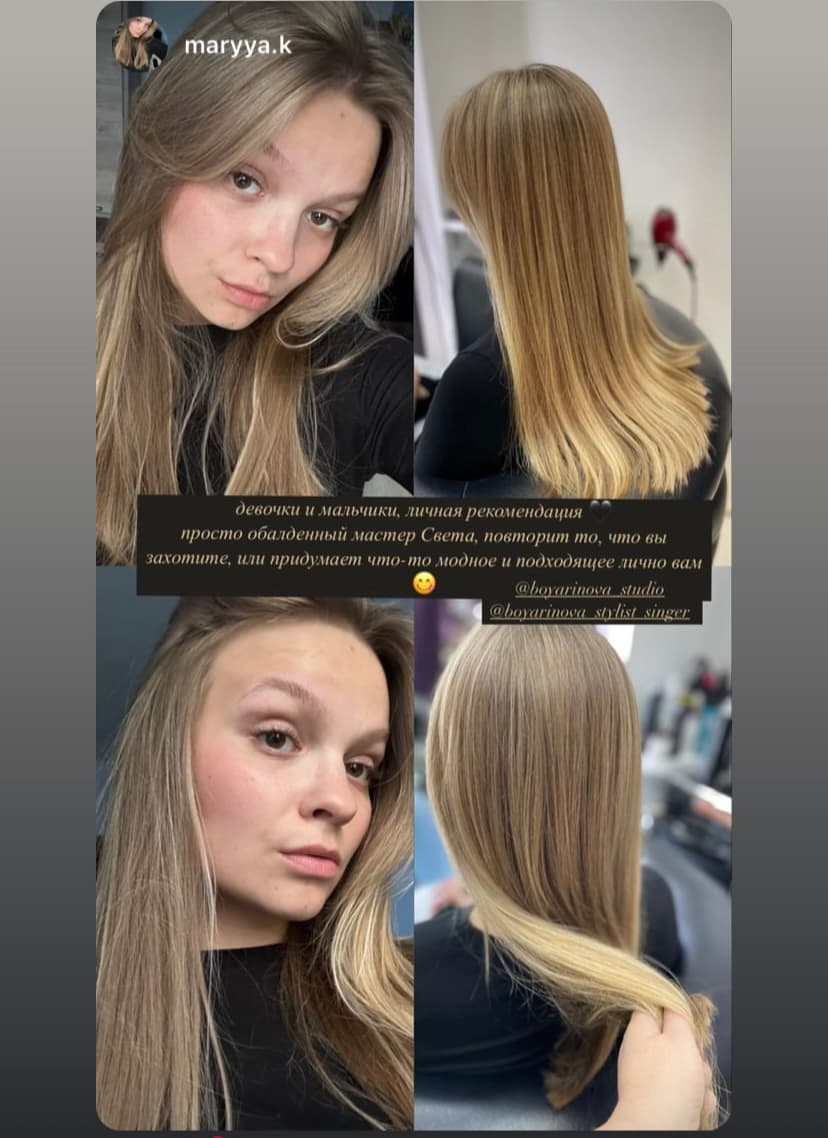 maryya.k
девочки и мальчики, личная рекомендация 🖤
просто обалденный мастер Света, повторит то, что вы
захотите, или придумает что-то модное и подходящее лично вам
😋
@boyarinova_studio
@boyarinova_stylist_singer